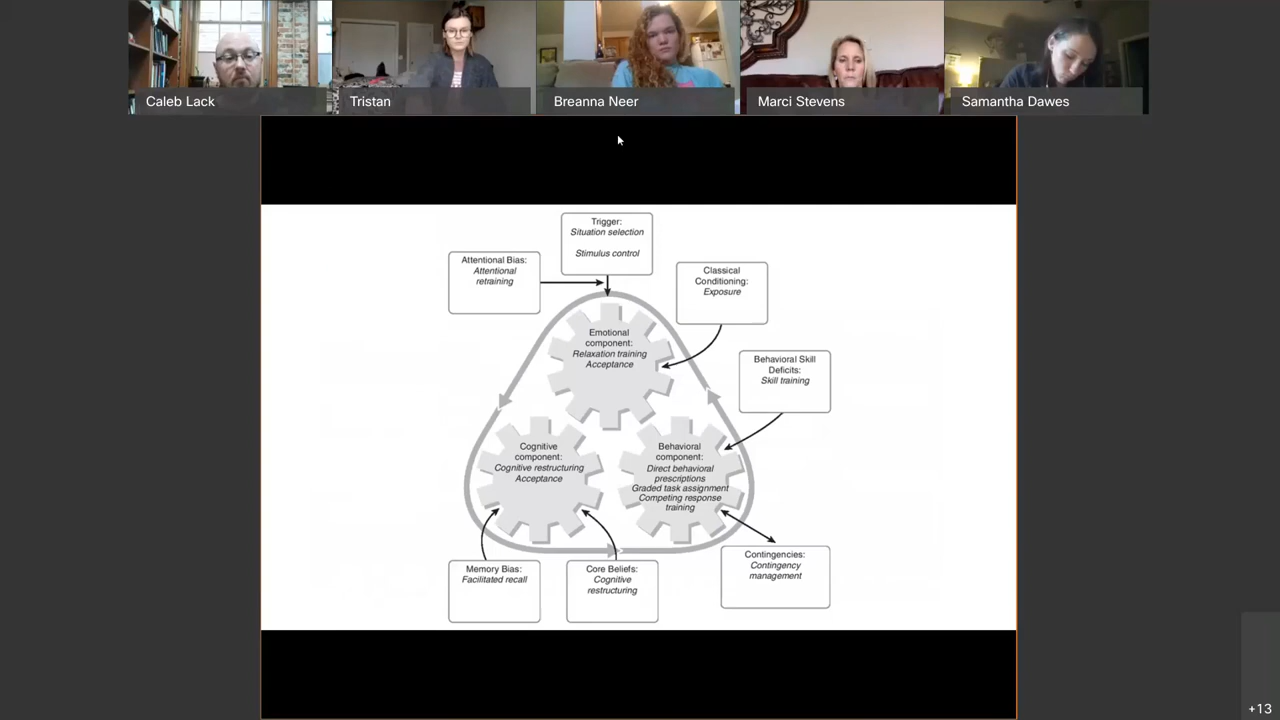 Caleb Lack
Tristan
Breanna Neer
Marci Stevens
Samantha Dawes
Trigger:
Situation selection
Stimulus control
Attentional Bias:
Attentional
retraining
Classical
Conditioning:
Exposure
Emotional
component:
Relaxation training
Acceptance
Behavioral Skill
Deficits:
Skill training
Cognitive
component:
Cognitive restructuring
Acceptance
Behavioral
component:
Direct behavioral
prescriptions
Graded task assignment
Competing response
training
Memory Bias:
Facilitated recall
Core Beliefs:
Cognitive
restructuring
Contingencies:
Contingency
management
+13